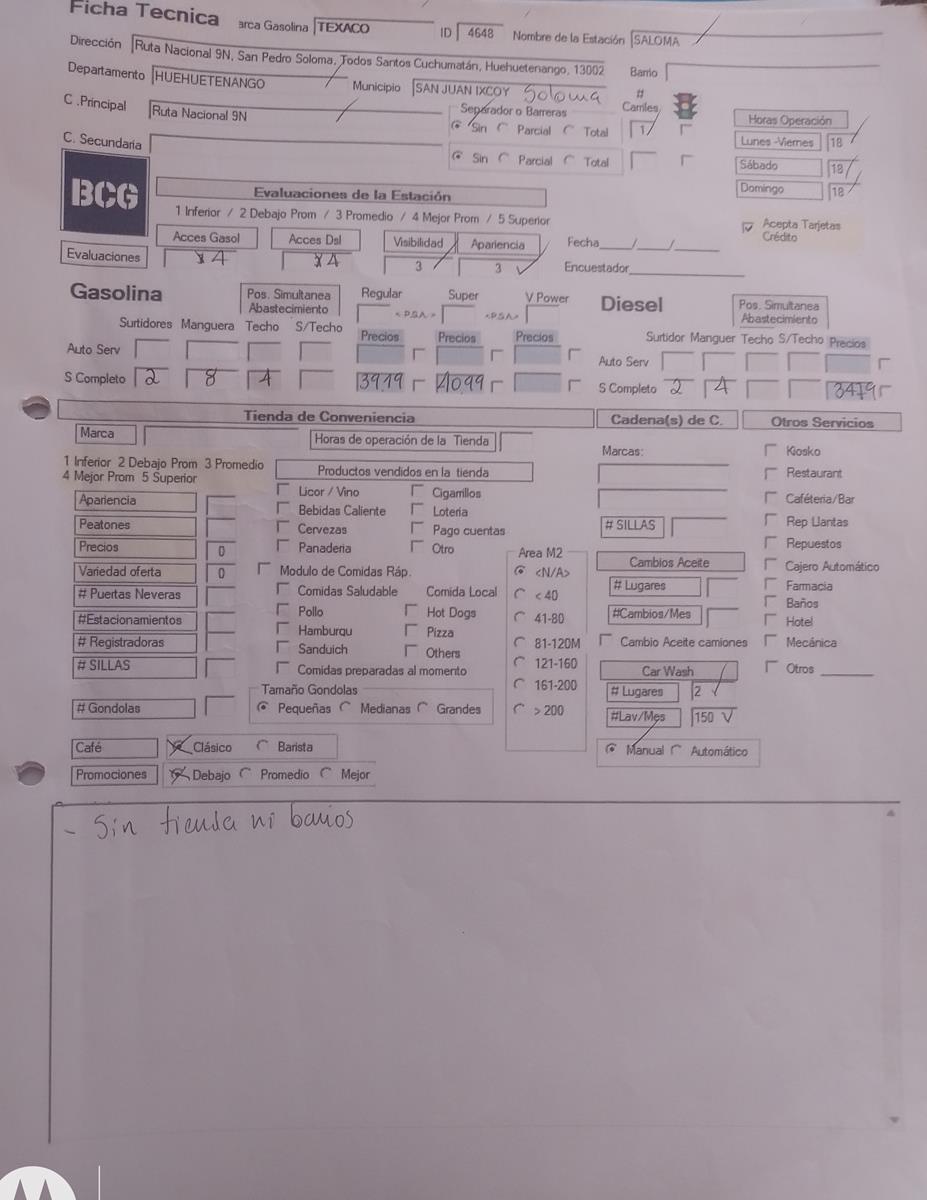 Ficha Tecnica arca Gasolina TEXACO ID 4648 Nombre de la Estación SALOMA
Dirección Ruta Nacional 9N, San Pedro Soloma, Todos Santos Cuchumatán, Huehuetenango, 13002 Barrio
Departamento HUEHUETENANGO Municipio SAN JUAN IXCOY Soloma # Carriles
C .Principal Ruta Nacional 9N Separador o Barreras Horas Operación
Sin Parcial Total 1 Lunes -Viernes 18
C. Secundaria Sin Parcial Total Sábado 18
Domingo 18
BCG
Evaluaciones de la Estación
1 Inferior / 2 Debajo Prom / 3 Promedio / 4 Mejor Prom / 5 Superior
Acepta Tarjetas Crédito
Acces Gasol Acces Dsl Visibilidad Apariencia Fecha___/___/___
Evaluaciones 4 4 3 3 Encuestador
Gasolina Pos. Simultanea Abastecimiento Regular Super V Power Diesel Pos. Simultanea Abastecimiento
<P.S.A.> <P.S.A>
Surtidores Manguera Techo S/Techo Precios Precios Precios Surtidor Manguer Techo S/Techo Precios
Auto Serv Auto Serv
S Completo 2 8 4 39.19 40.99 S Completo 2 4 34.79
Tienda de Conveniencia Cadena(s) de C. Otros Servicios
Marca Horas de operación de la Tienda Marcas: Kiosko
1 Inferior 2 Debajo Prom 3 Promedio
4 Mejor Prom 5 Superior
Productos vendidos en la tienda Restaurant
Apariencia Licor / Vino Cigarrillos Caféteria/Bar
Bebidas Caliente Loteria
Peatones Cervezas Pago cuentas # SILLAS Rep Llantas
Precios 0 Panaderia Otro Area M2 Repuestos
Variedad oferta 0 Modulo de Comidas Ráp. <N/A> Cambios Aceite Cajero Automático
# Puertas Neveras Comidas Saludable Comida Local < 40 # Lugares Farmacia
#Estacionamientos Pollo Hot Dogs 41-80 #Cambios/Mes Baños
Hamburgu Pizza Hotel
# Registradoras Sanduich Others 81-120M Cambio Aceite camiones Mecánica
# SILLAS Comidas preparadas al momento 121-160 Car Wash Otros
Tamaño Gondolas 161-200 # Lugares 2
# Gondolas Pequeñas Medianas Grandes > 200 #Lav/Mes 150
Café Clásico Barista Manual Automático
Promociones Debajo Promedio Mejor
- Sin tienda ni baños